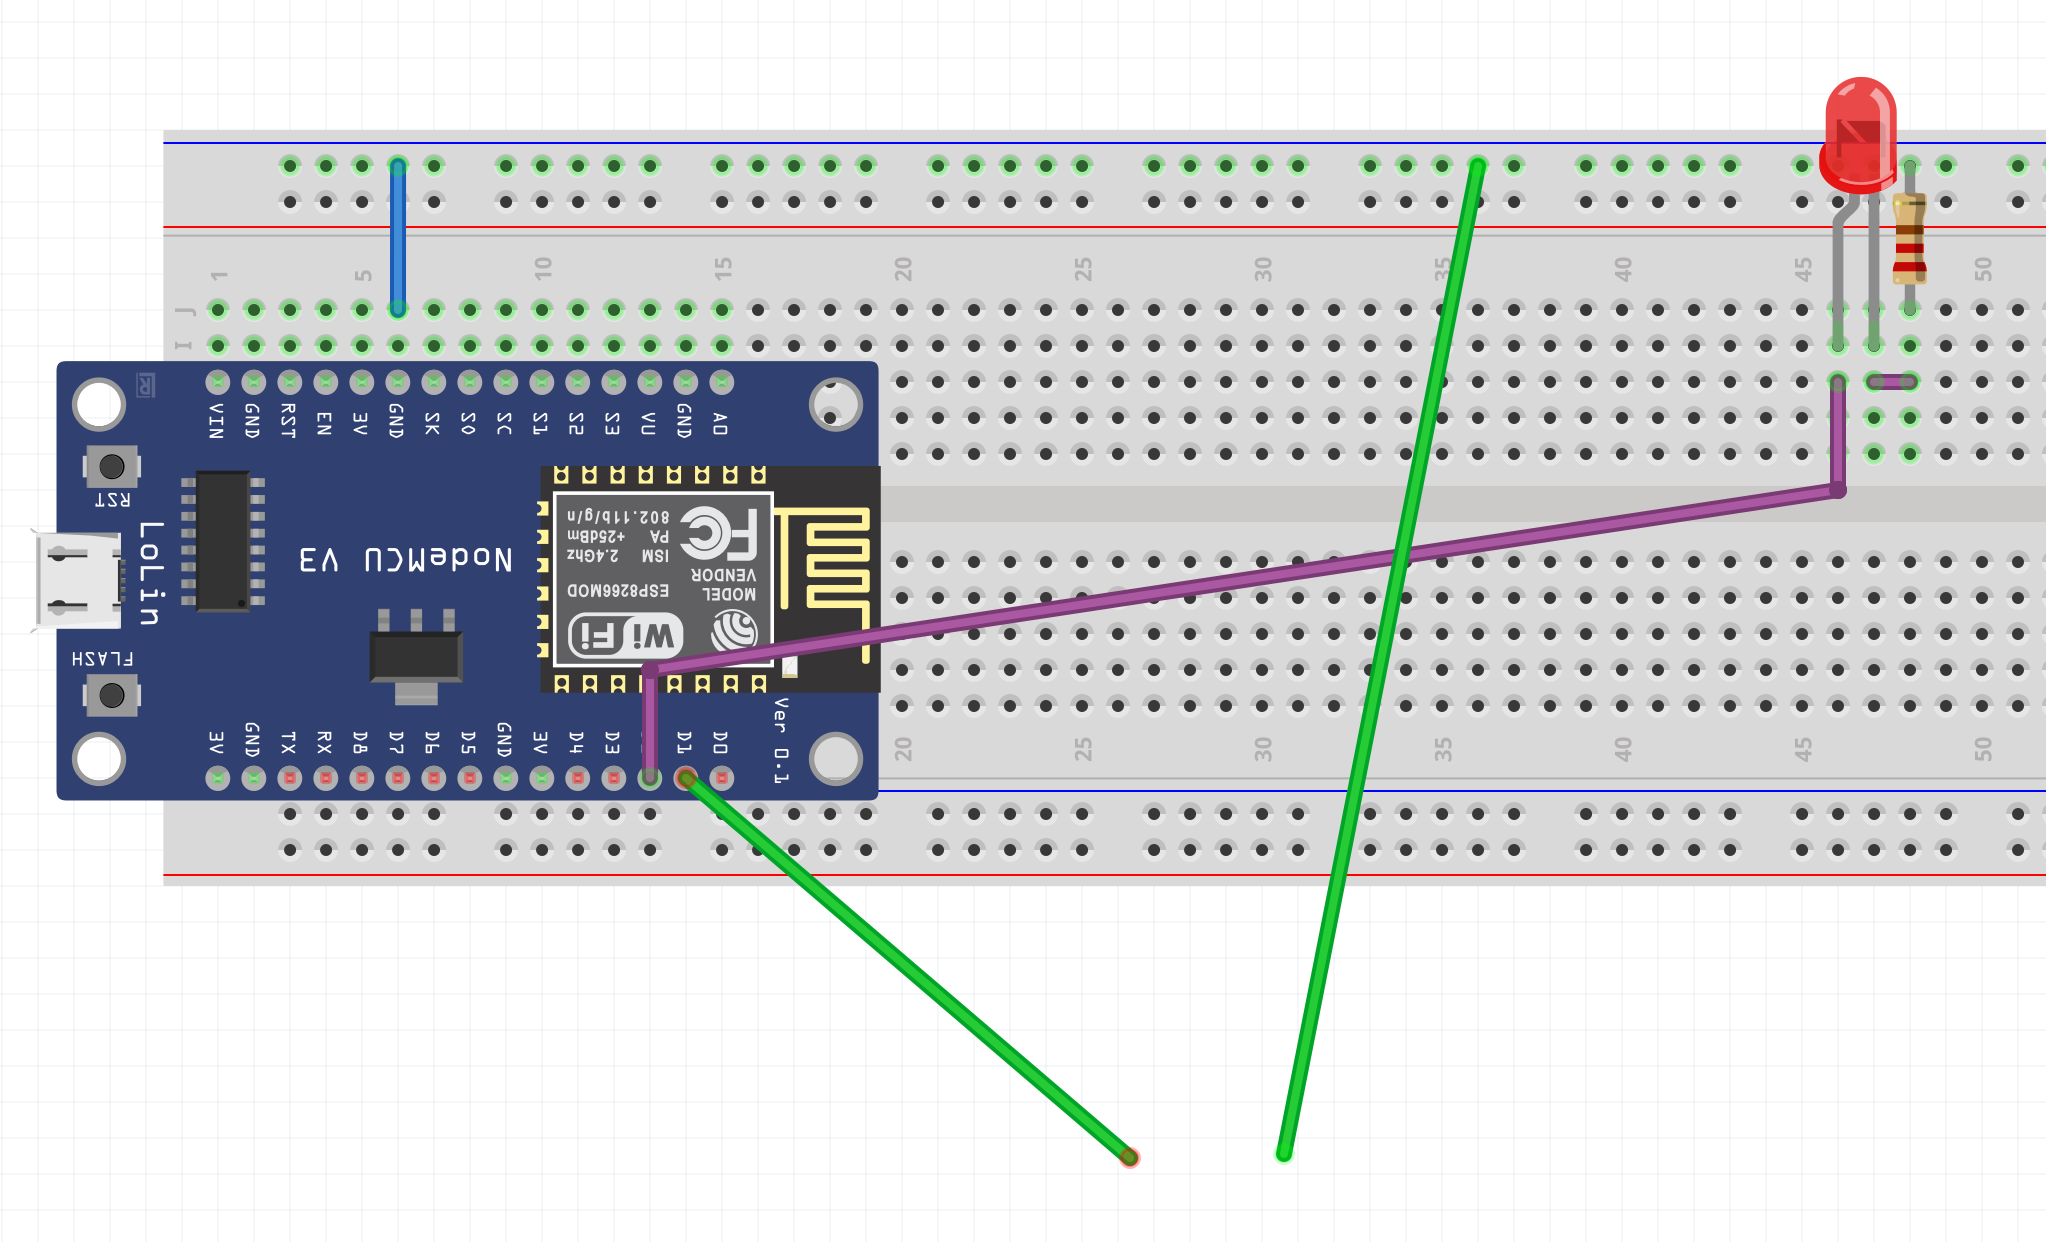 1 5 10 15 20 25 30 35 40 45 50
J
I
VIN GND RST EN 3V GND SK SO SC S1 S2 S3 VU GND AO
RST
LoLin
NodeMCU V3
802.11b/g/n
PA +25dBm
ISM 2.4Ghz
FC
VENDOR
ESP8266MOD
MODEL
Wi Fi
FLASH
Ver 0.1
3V GND TX RX D8 D7 D6 D5 GND 3V D4 D3 D1 D0
20 25 30 35 40 45 50